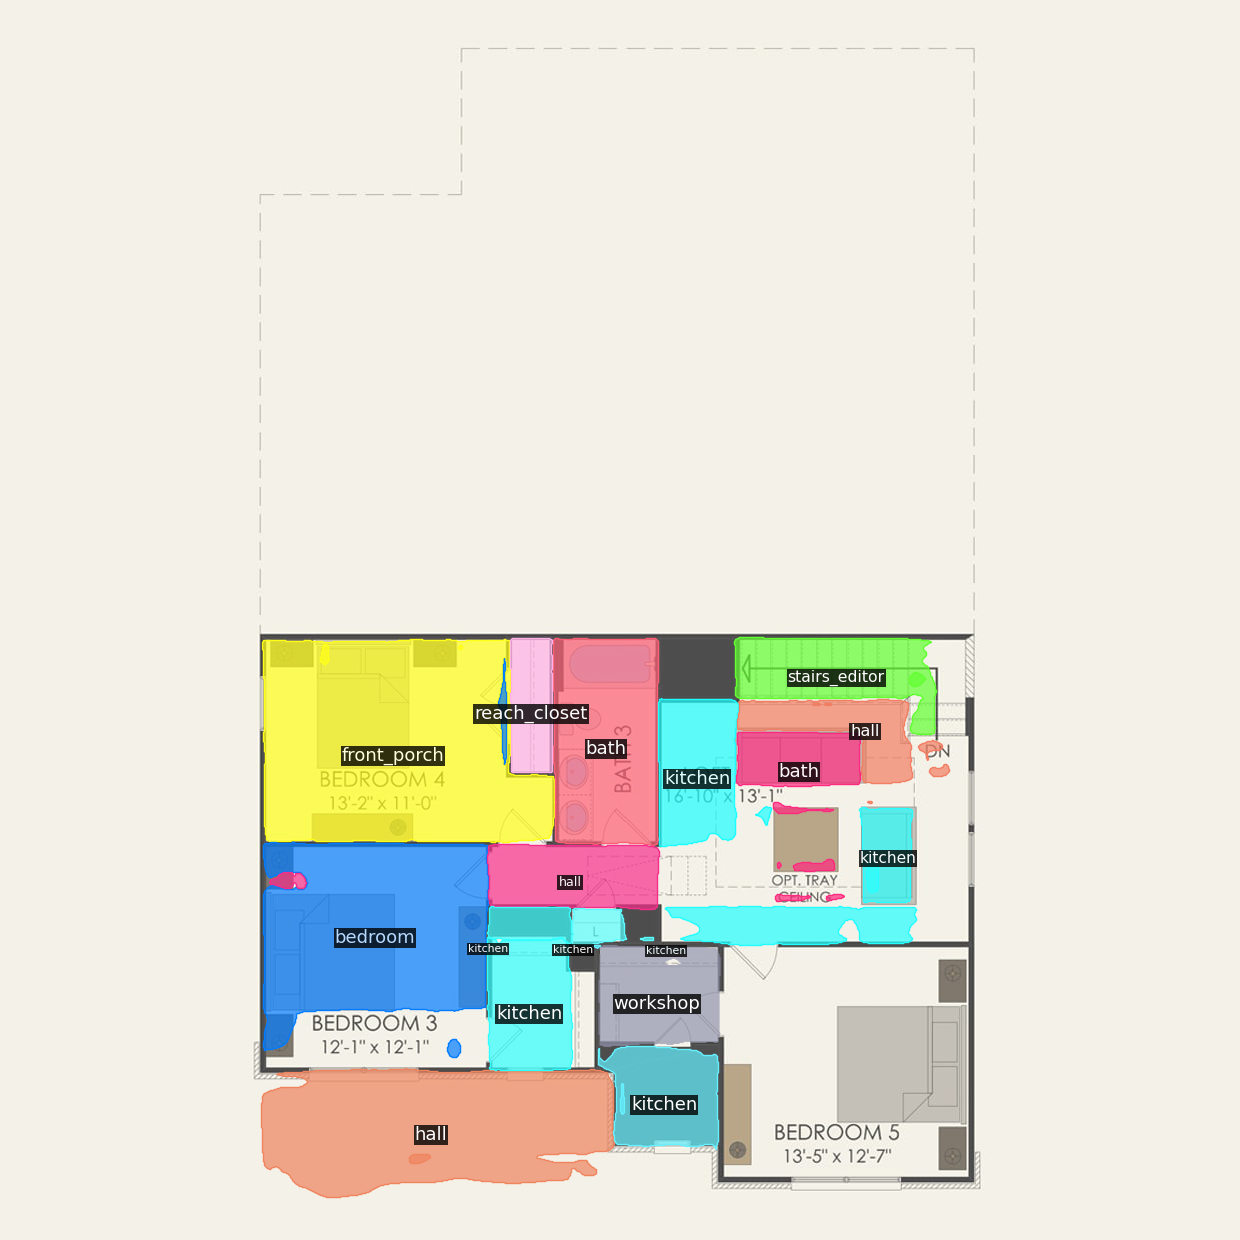 stairs_editor
reach_closet
hall
DN
front_porch
bath
BATH 3
bath
kitchen
BEDROOM 4
13'-2" x 11'-0"
16'-10" x 13'-1"
kitchen
hall
OPT. TRAY
CEILING
L
bedroom
kitchen
kitchen
kitchen
workshop
kitchen
BEDROOM 3
12'-1" x 12'-1"
kitchen
hall
BEDROOM 5
13'-5" x 12'-7"